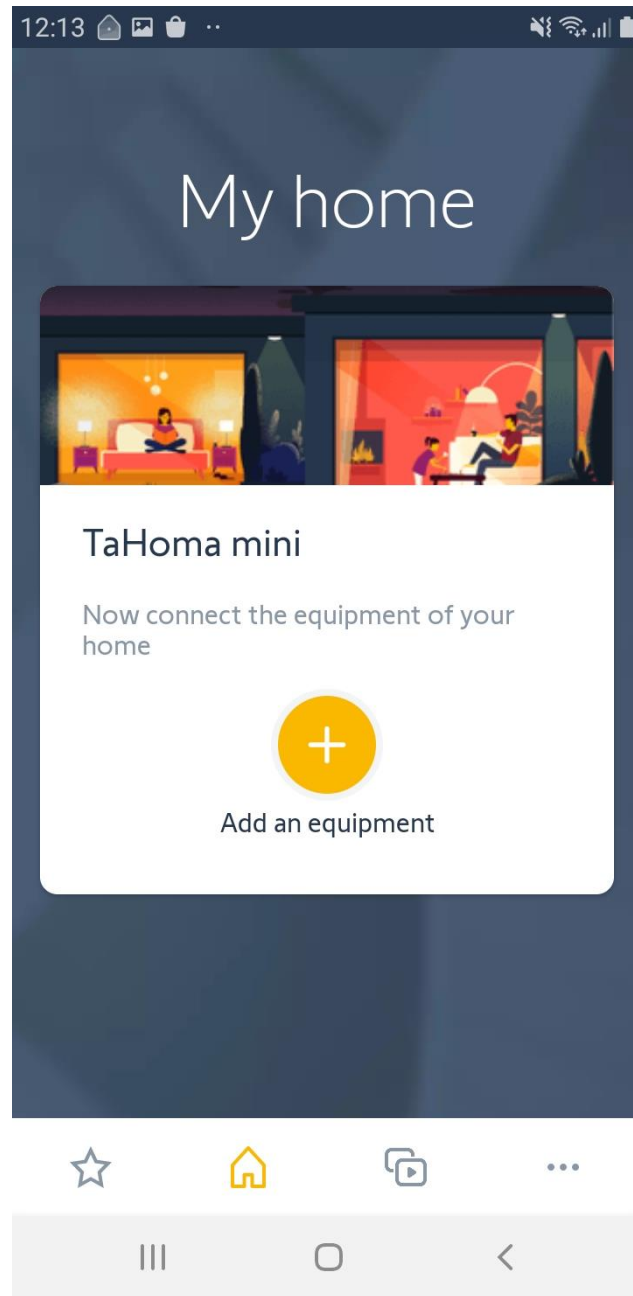 12:13
My home
TaHoma mini
Now connect the equipment of your
home
Add an equipment